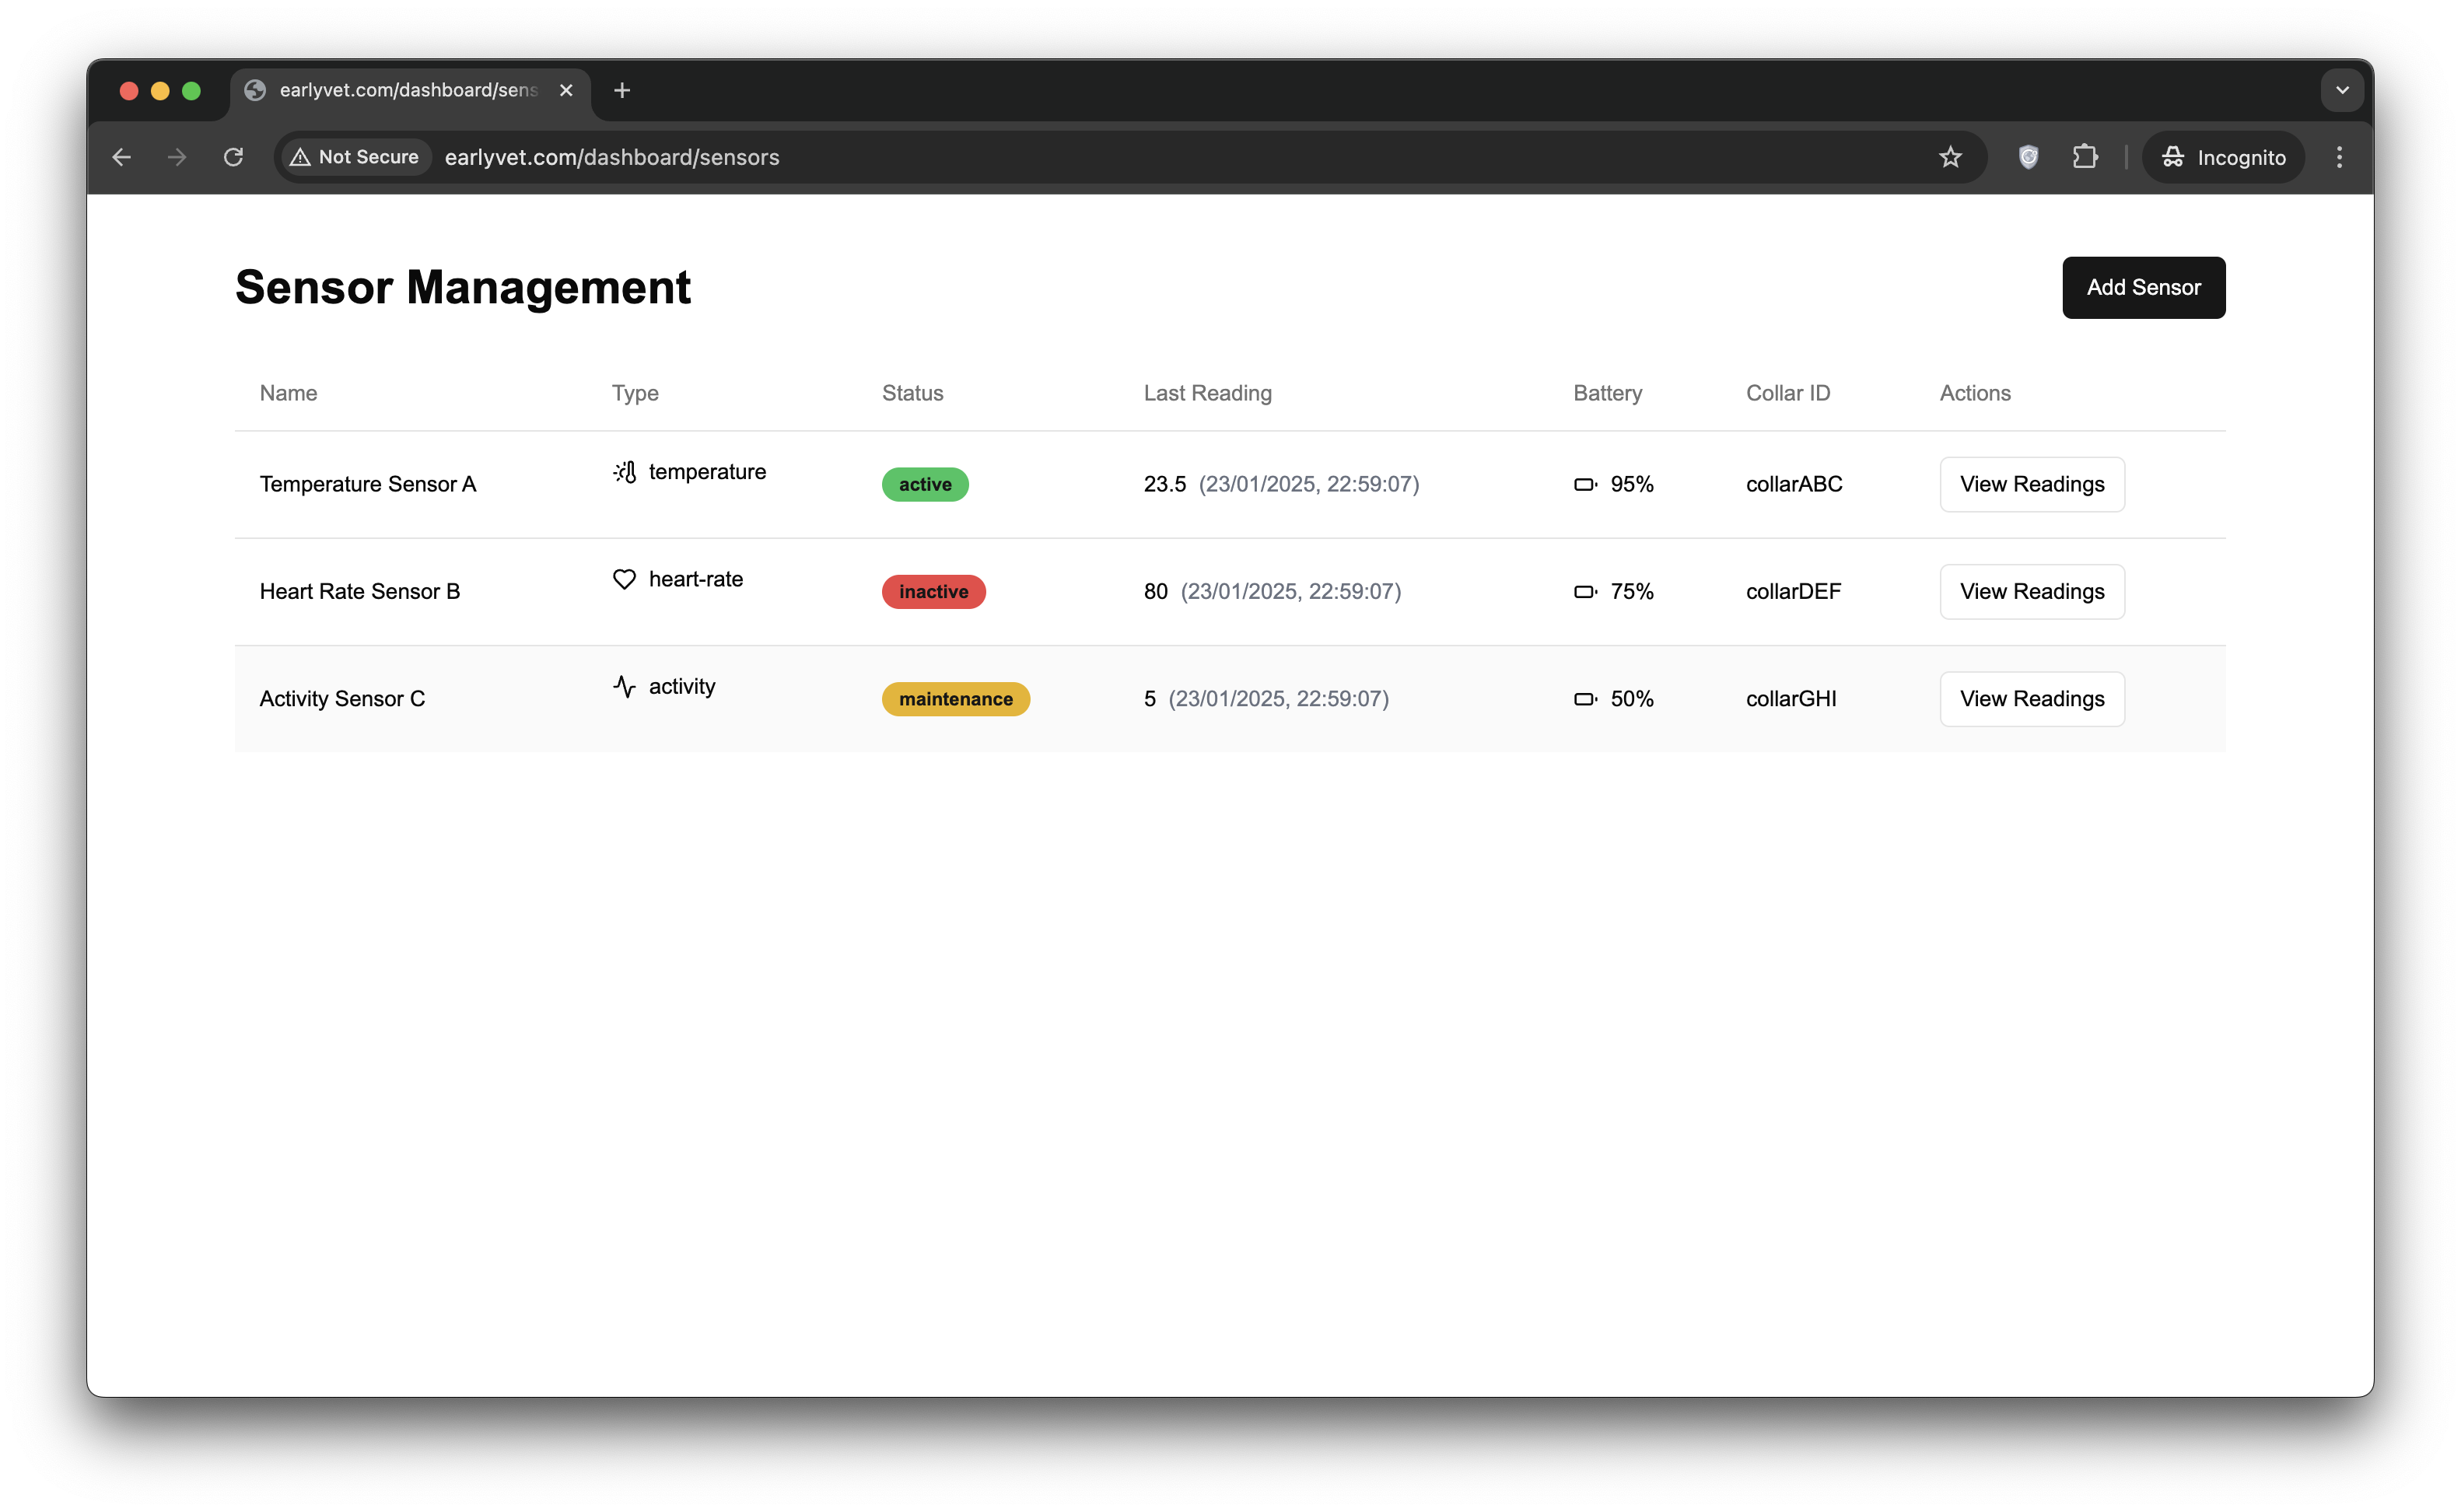 earlyvet.com/dashboard/sens
Not Secure earlyvet.com/dashboard/sensors Incognito
Sensor Management Add Sensor
Name Type Status Last Reading Battery Collar ID Actions
Temperature Sensor A temperature active 23.5 (23/01/2025, 22:59:07) 95% collarABC View Readings
Heart Rate Sensor B heart-rate inactive 80 (23/01/2025, 22:59:07) 75% collarDEF View Readings
Activity Sensor C activity maintenance 5 (23/01/2025, 22:59:07) 50% collarGHI View Readings